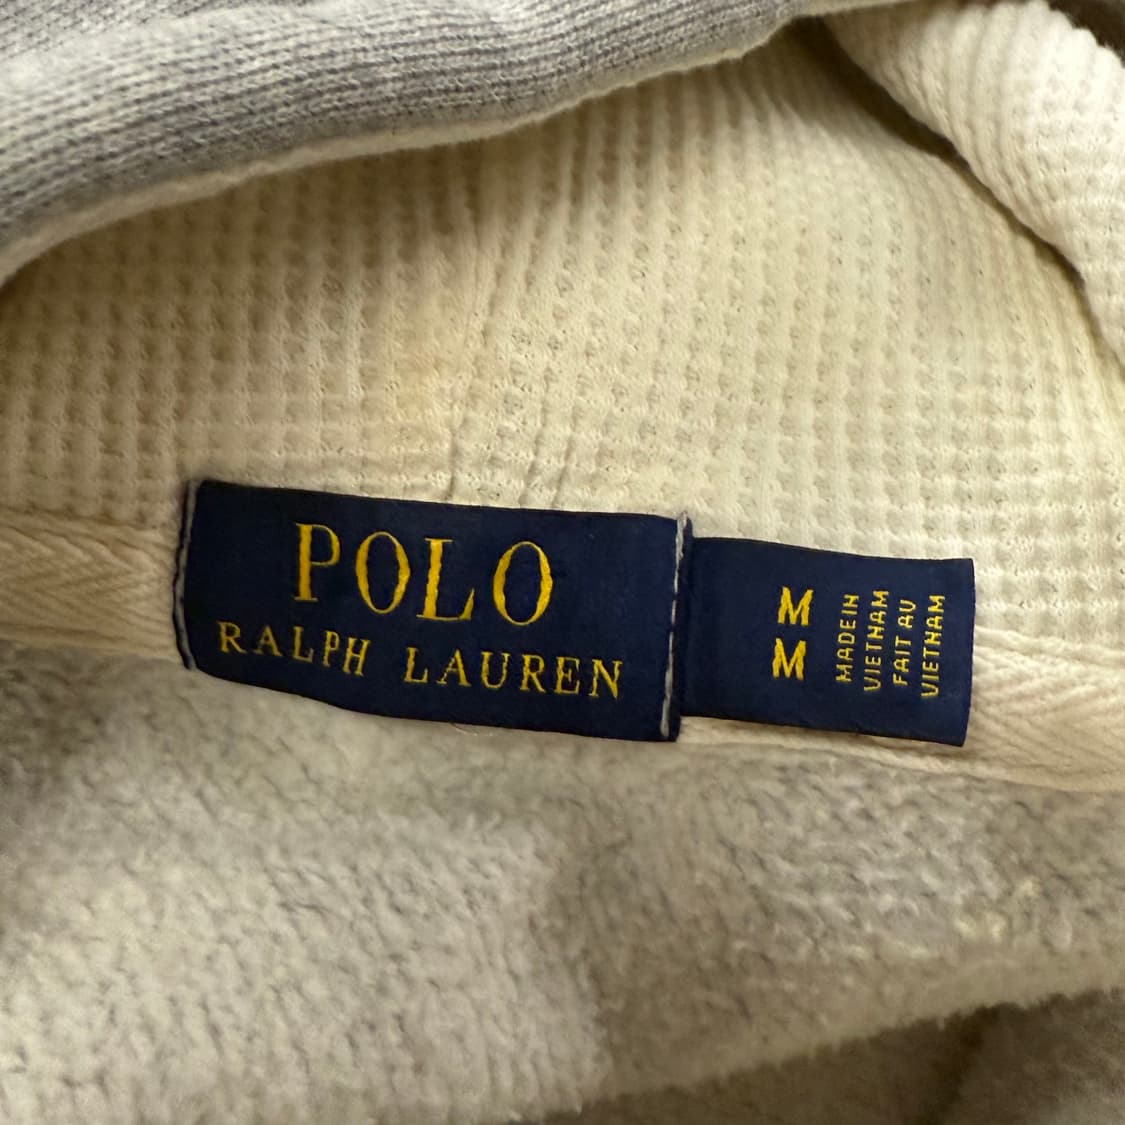 POLO
RALPH LAUREN
M
M
MADE IN
VIETNAM
FAIT AU
VIETNAM